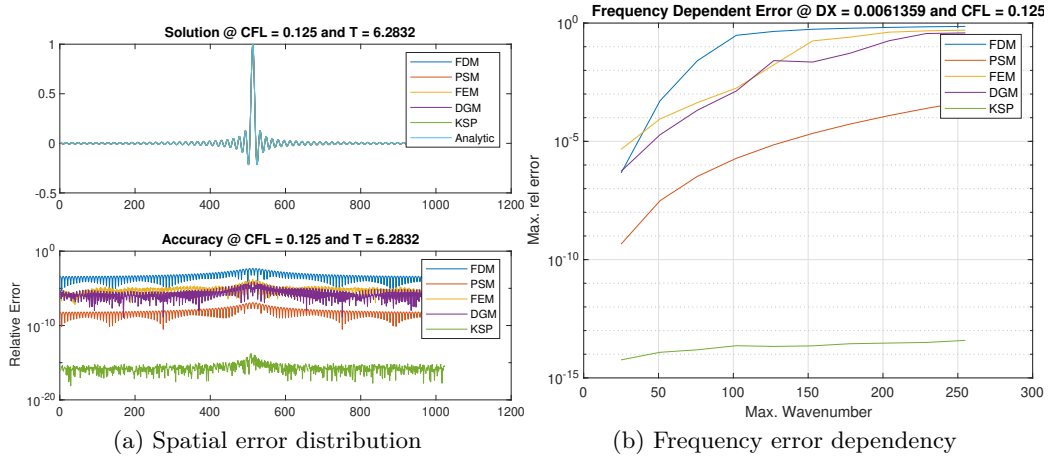 Solution @ CFL = 0.125 and T = 6.2832
1
0.5
0
-0.5
0 200 400 600 800 1000 1200
FDM
PSM
FEM
DGM
KSP
Analytic
Accuracy @ CFL = 0.125 and T = 6.2832
Relative Error
10^0
10^-10
10^-20
0 200 400 600 800 1000 1200
FDM
PSM
FEM
DGM
KSP
(a) Spatial error distribution
Frequency Dependent Error @ DX = 0.0061359 and CFL = 0.125
Max. rel error
10^0
10^-5
10^-10
10^-15
0 50 100 150 200 250 300
Max. Wavenumber
FDM
PSM
FEM
DGM
KSP
(b) Frequency error dependency